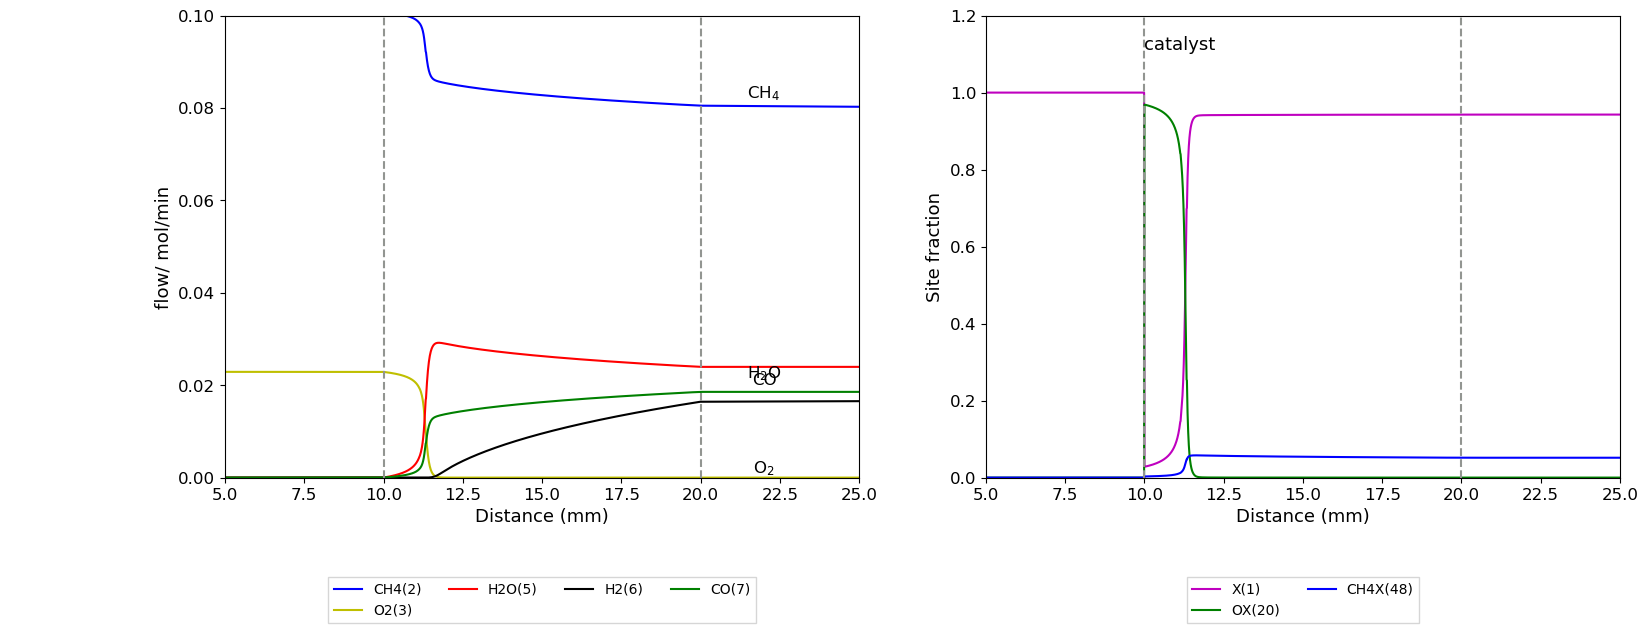 0.10
0.08
0.06
0.04
0.02
0.00
flow/ mol/min
CH₄
H₂O
CO
O₂
5.0 7.5 10.0 12.5 15.0 17.5 20.0 22.5 25.0
Distance (mm)
CH4(2) H2O(5) H2(6) CO(7)
O2(3)
1.2
1.0
0.8
0.6
0.4
0.2
0.0
Site fraction
catalyst
5.0 7.5 10.0 12.5 15.0 17.5 20.0 22.5 25.0
Distance (mm)
X(1) CH4X(48)
OX(20)